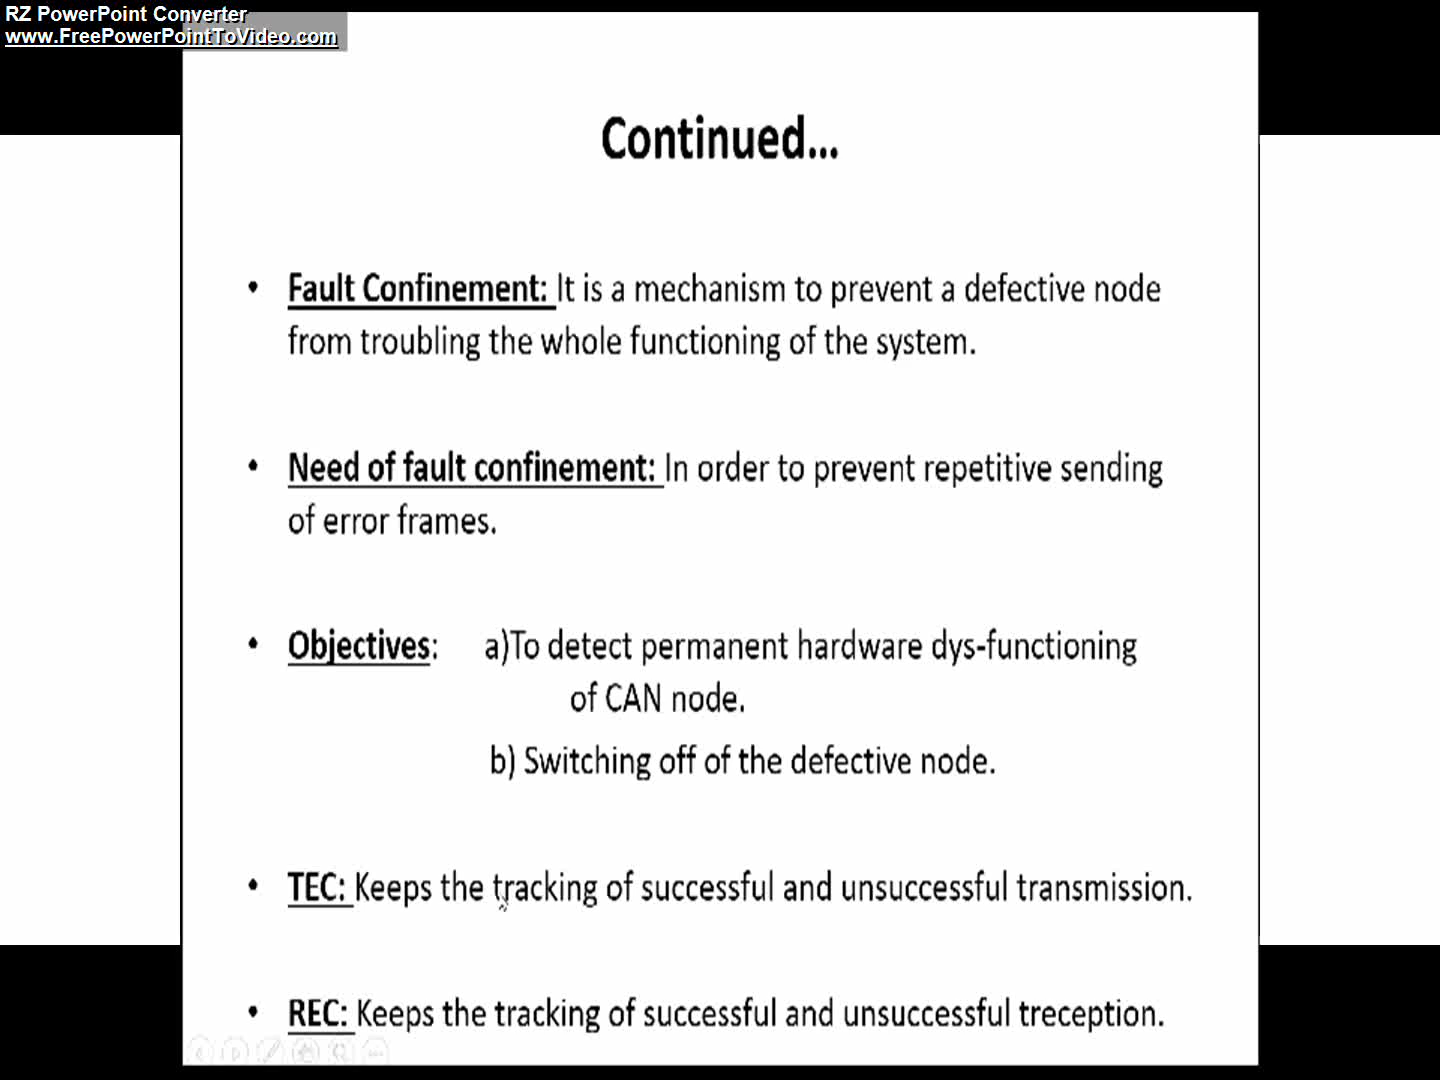 RZ PowerPoint Converter
www.FreePowerPointToVideo.com
Continued...
• Fault Confinement: It is a mechanism to prevent a defective node
from troubling the whole functioning of the system.
• Need of fault confinement: In order to prevent repetitive sending
of error frames.
• Objectives: a)To detect permanent hardware dys-functioning
of CAN node.
b) Switching off of the defective node.
• TEC: Keeps the tracking of successful and unsuccessful transmission.
• REC: Keeps the tracking of successful and unsuccessful treception.